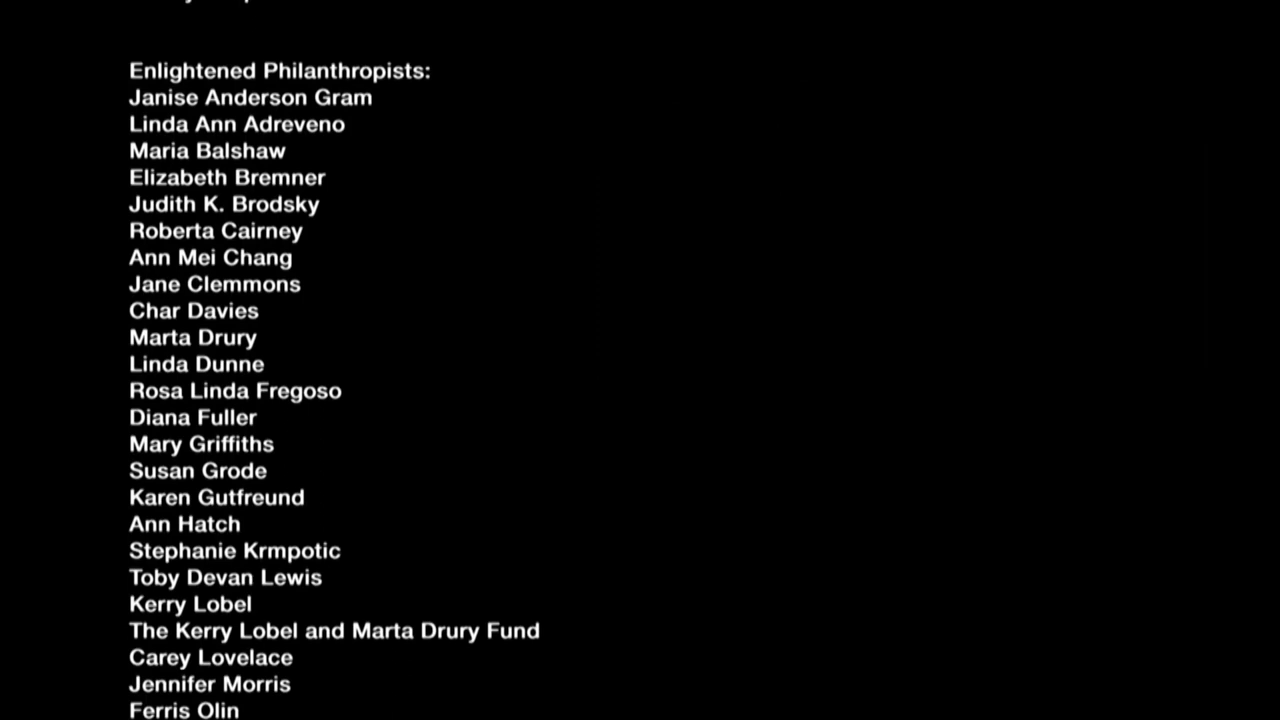 Enlightened Philanthropists:
Janise Anderson Gram
Linda Ann Adreveno
Maria Balshaw
Elizabeth Bremner
Judith K. Brodsky
Roberta Cairney
Ann Mei Chang
Jane Clemmons
Char Davies
Marta Drury
Linda Dunne
Rosa Linda Fregoso
Diana Fuller
Mary Griffiths
Susan Grode
Karen Gutfreund
Ann Hatch
Stephanie Krmpotic
Toby Devan Lewis
Kerry Lobel
The Kerry Lobel and Marta Drury Fund
Carey Lovelace
Jennifer Morris
Ferris Olin